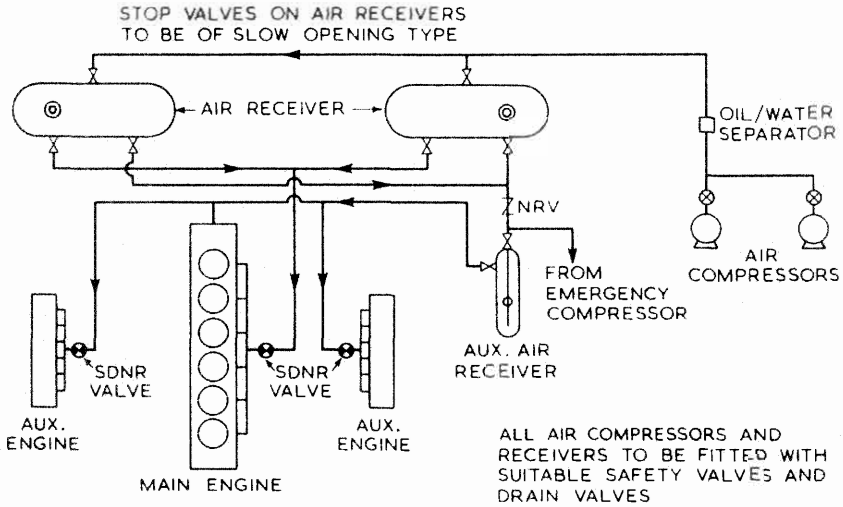 STOP VALVES ON AIR RECEIVERS
TO BE OF SLOW OPENING TYPE
AIR RECEIVER
OIL/WATER
SEPARATOR
NRV
AIR
COMPRESSORS
FROM
EMERGENCY
COMPRESSOR
AUX. AIR
RECEIVER
SDNR
VALVE
SDNR
VALVE
AUX.
ENGINE
AUX.
ENGINE
MAIN ENGINE
ALL AIR COMPRESSORS AND
RECEIVERS TO BE FITTED WITH
SUITABLE SAFETY VALVES AND
DRAIN VALVES